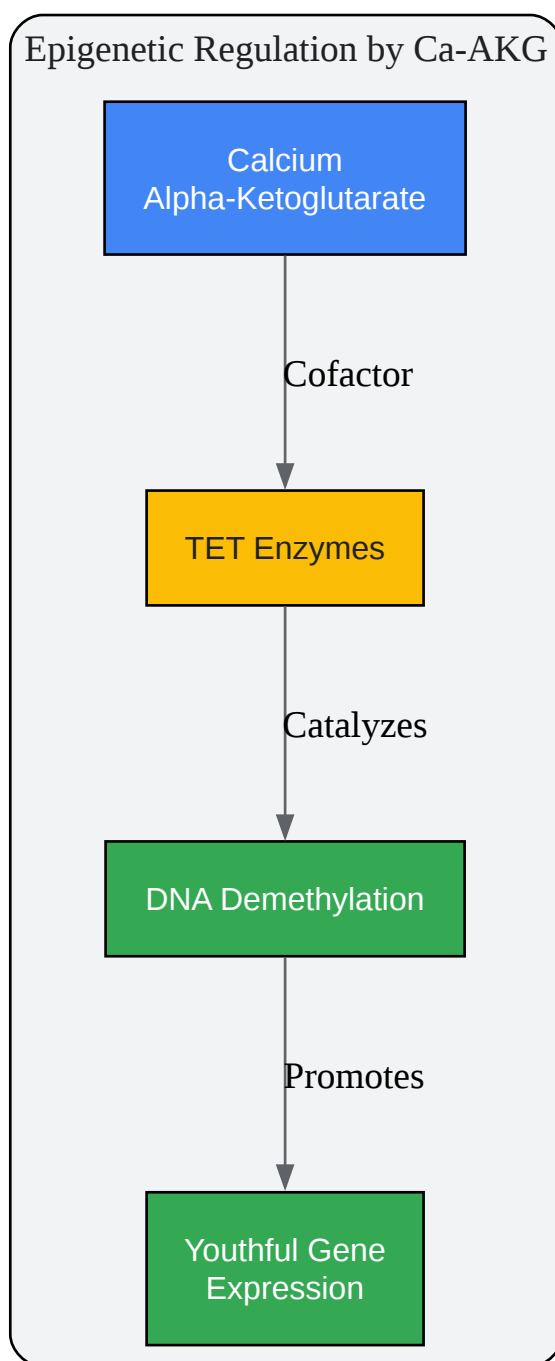 Epigenetic Regulation by Ca-AKG
Calcium
Alpha-Ketoglutarate
Cofactor
TET Enzymes
Catalyzes
DNA Demethylation
Promotes
Youthful Gene
Expression